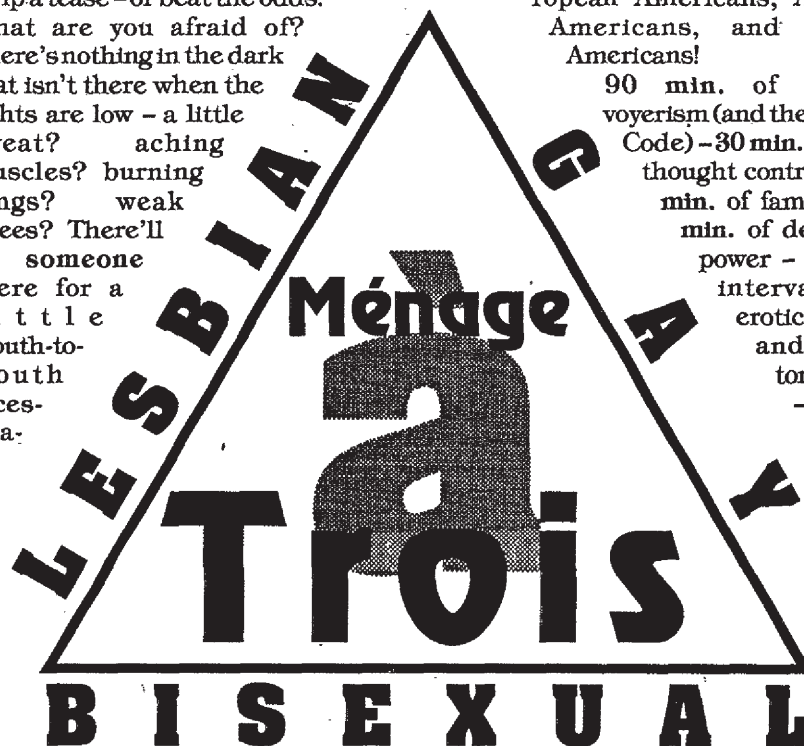 a tease – or beat the odds.
hat are you afraid of?
ere's nothing in the dark
at isn't there when the
hts are low – a little
eat? aching
uscles? burning
ngs? weak
ees? There'll
someone
ere for a
t t l e
outh-to-
outh
ces-
a-
LESBIAN
Ménage
à
Trois
GAY
BISEXUAL
ropean Americans, A
Americans, and
Americans!
90 min. of
voyerism (and the
Code) – 30 min.
thought contr
min. of fam
min. of de
power –
interva
erotic
and
tor
–